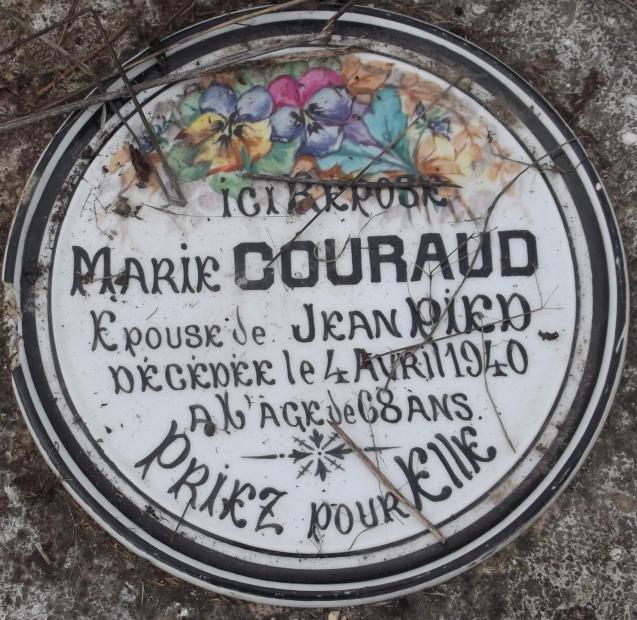 ICI REPOSE
MARIE COURAUD
EPOUSE de JEAN PIED
DÉCÉDÉE le 4 AVRIL 1940
A L'AGE de 68 ANS.
PRIEZ POUR ELLE